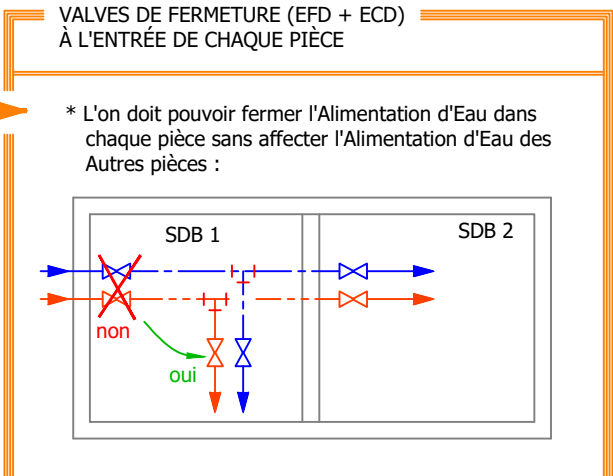 VALVES DE FERMETURE (EFD + ECD)
À L'ENTRÉE DE CHAQUE PIÈCE
* L'on doit pouvoir fermer l'Alimentation d'Eau dans
chaque pièce sans affecter l'Alimentation d'Eau des
Autres pièces :
SDB 1
SDB 2
non
oui